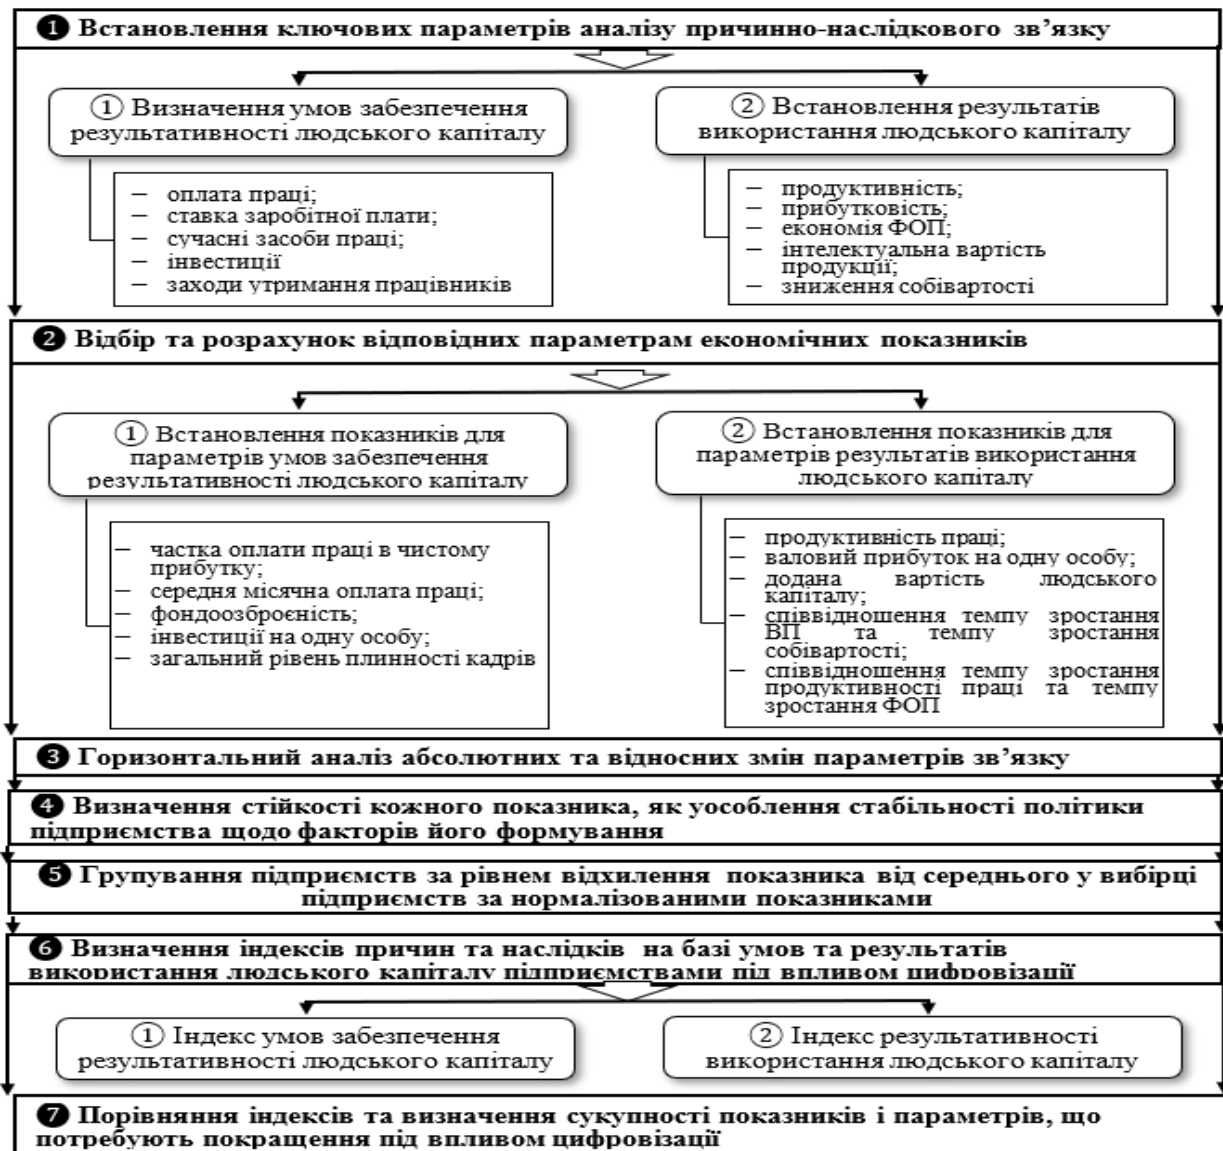 ❶ Встановлення ключових параметрів аналізу причинно-наслідкового зв’язку
① Визначення умов забезпечення
результативності людського капіталу
— оплата праці;
— ставка заробітної плати;
— сучасні засоби праці;
— інвестиції
— заходи утримання працівників
② Встановлення результатів
використання людського капіталу
— продуктивність;
— прибутковість;
— економія ФОП;
— інтелектуальна вартість
продукції;
— зниження собівартості
❷ Відбір та розрахунок відповідних параметрам економічних показників
① Встановлення показників для
параметрів умов забезпечення
результативності людського капіталу
— частка оплати праці в чистому
прибутку;
— середня місячна оплата праці;
— фондоозброєність;
— інвестиції на одну особу;
— загальний рівень плинності кадрів
② Встановлення показників для
параметрів результатів використання
людського капіталу
— продуктивність праці;
— валовий прибуток на одну особу;
— додана вартість людського
капіталу;
— співвідношення темпу зростання
ВП та темпу зростання
собівартості;
— співвідношення темпу зростання
продуктивності праці та темпу
зростання ФОП
❸ Горизонтальний аналіз абсолютних та відносних змін параметрів зв’язку
❹ Визначення стійкості кожного показника, як уособлення стабільності політики
підприємства щодо факторів його формування
❺ Групування підприємств за рівнем відхилення показника від середнього у вибірці
підприємств за нормалізованими показниками
❻ Визначення індексів причин та наслідків на базі умов та результатів
використання людського капіталу підприємствами під впливом цифровізації
① Індекс умов забезпечення
результативності людського капіталу
② Індекс результативності
використання людського капіталу
❼ Порівняння індексів та визначення сукупності показників і параметрів, що
потребують покращення під впливом цифровізації